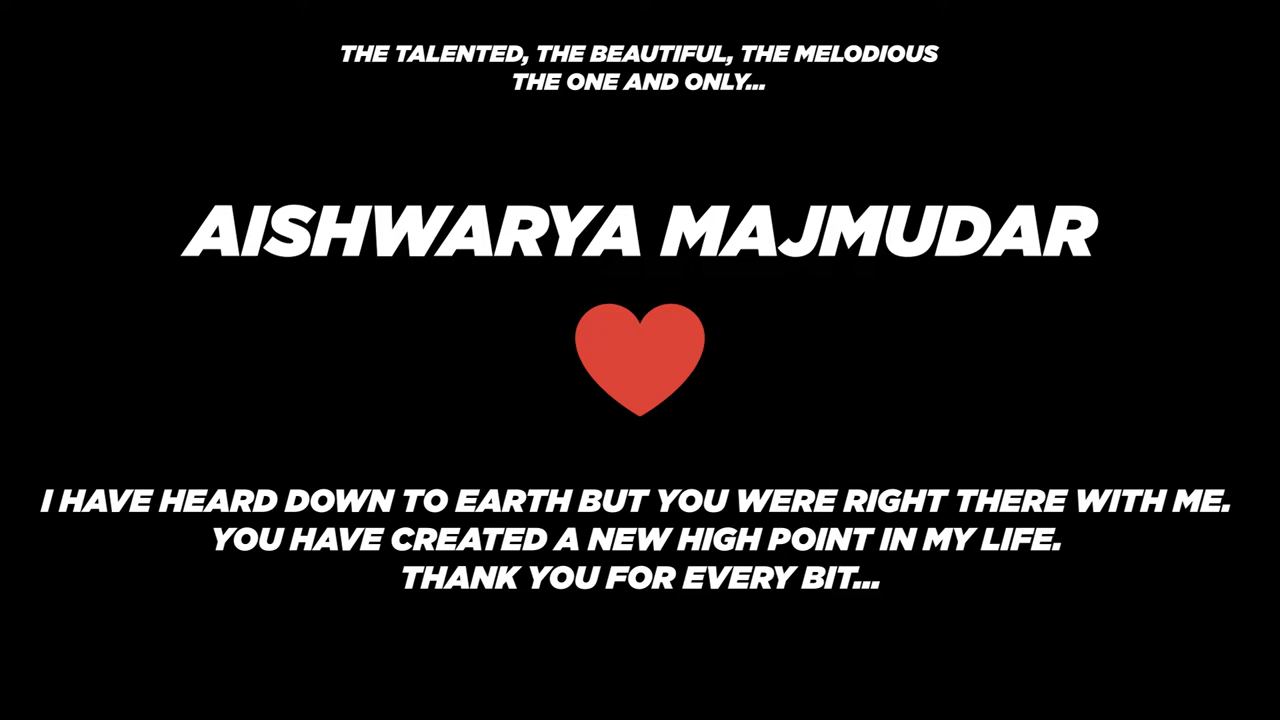 THE TALENTED, THE BEAUTIFUL, THE MELODIOUS
THE ONE AND ONLY...
AISHWARYA MAJMUDAR
I HAVE HEARD DOWN TO EARTH BUT YOU WERE RIGHT THERE WITH ME.
YOU HAVE CREATED A NEW HIGH POINT IN MY LIFE.
THANK YOU FOR EVERY BIT...